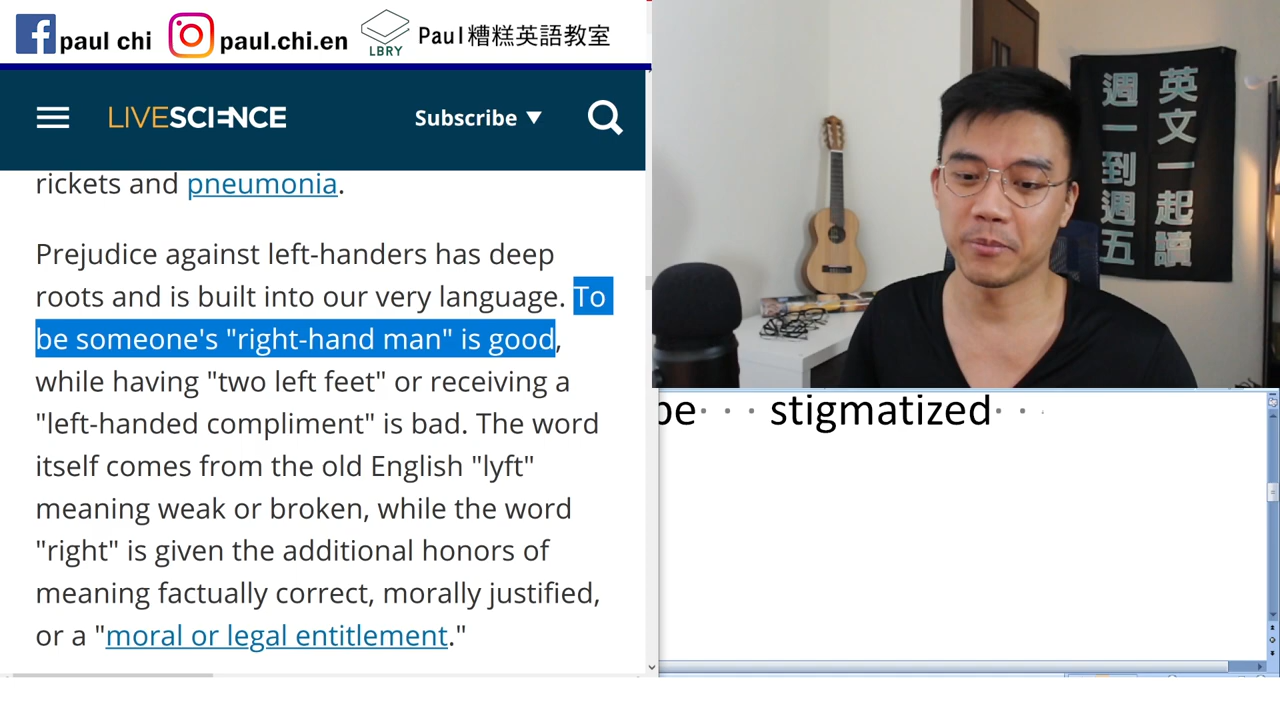 paul chi
paul.chi.en
LBRY
Paul糟糕英語教室
LIVESCIENCE
Subscribe ▼
rickets and pneumonia.
Prejudice against left-handers has deep
roots and is built into our very language. To
be someone's "right-hand man" is good,
while having "two left feet" or receiving a
"left-handed compliment" is bad. The word
itself comes from the old English "lyft"
meaning weak or broken, while the word
"right" is given the additional honors of
meaning factually correct, morally justified,
or a "moral or legal entitlement."
英文一起讀
週一到週五
be··· stigmatized···